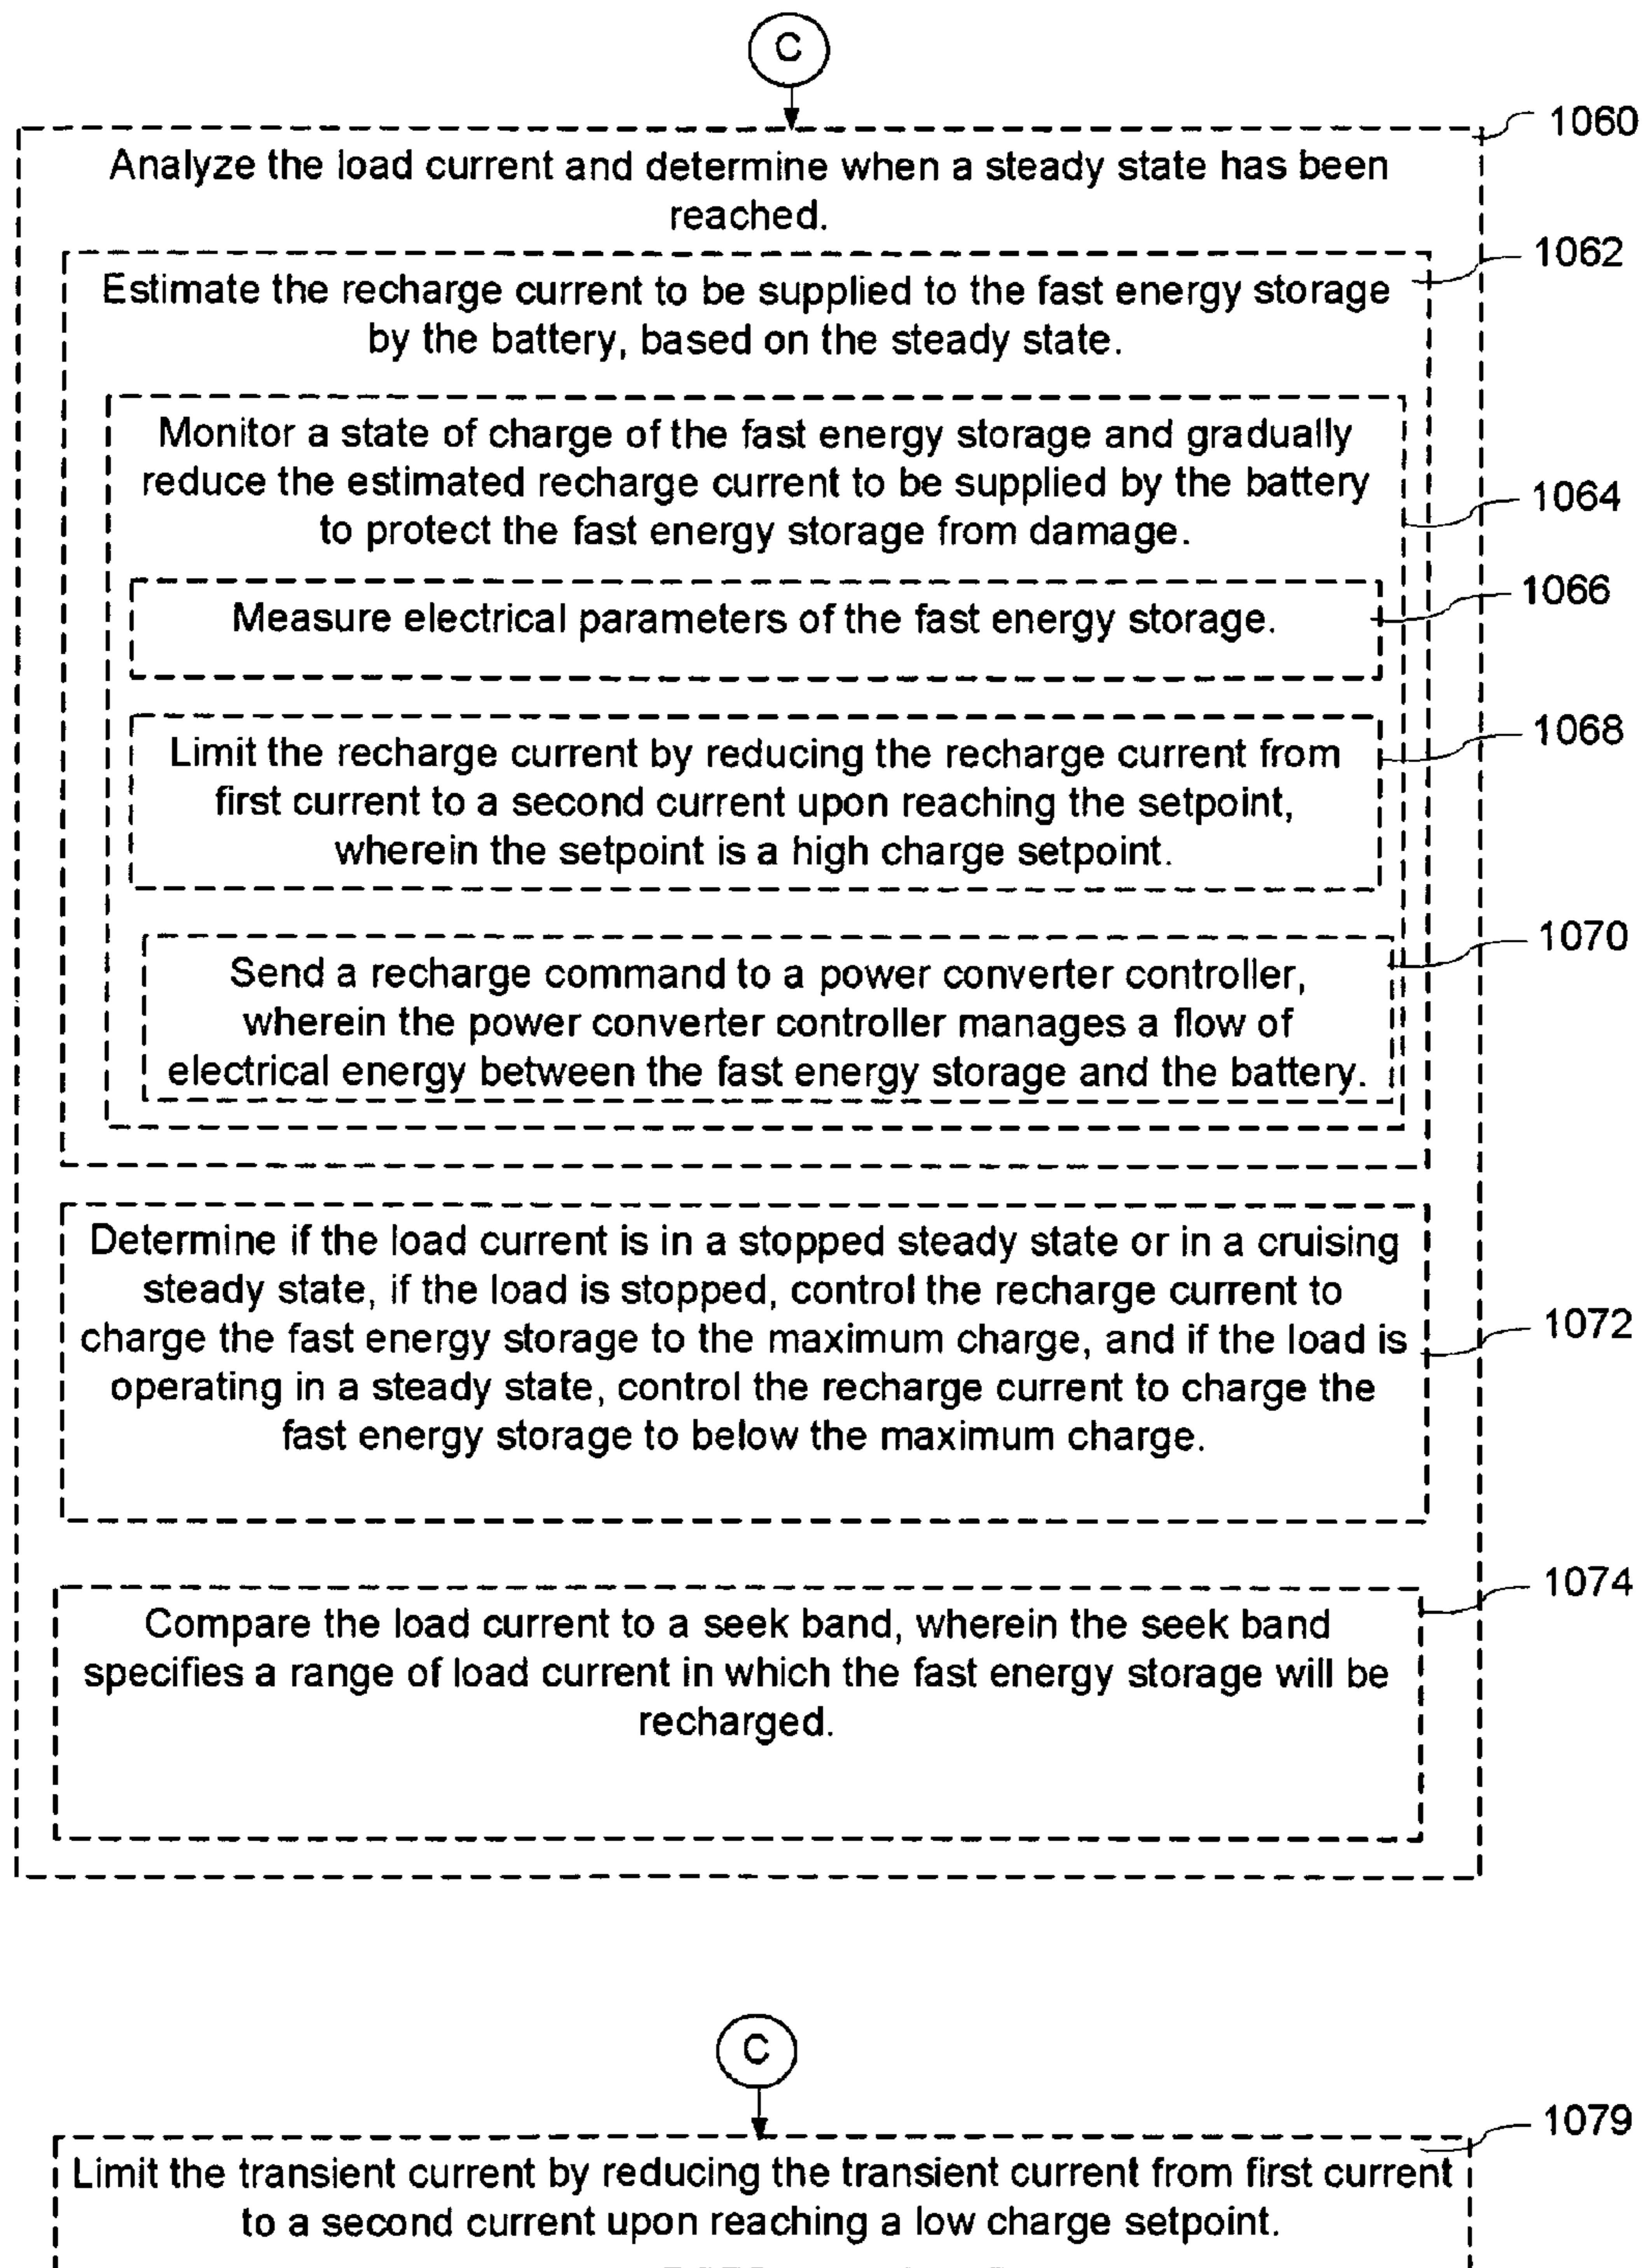 C
1060
Analyze the load current and determine when a steady state has been
reached.
1062
Estimate the recharge current to be supplied to the fast energy storage
by the battery, based on the steady state.
Monitor a state of charge of the fast energy storage and gradually
reduce the estimated recharge current to be supplied by the battery
to protect the fast energy storage from damage.
1064
Measure electrical parameters of the fast energy storage.
1066
Limit the recharge current by reducing the recharge current from
first current to a second current upon reaching the setpoint,
wherein the setpoint is a high charge setpoint.
1068
Send a recharge command to a power converter controller,
wherein the power converter controller manages a flow of
electrical energy between the fast energy storage and the battery.
1070
Determine if the load current is in a stopped steady state or in a cruising
steady state, if the load is stopped, control the recharge current to
charge the fast energy storage to the maximum charge, and if the load is
operating in a steady state, control the recharge current to charge the
fast energy storage to below the maximum charge.
1072
1074
Compare the load current to a seek band, wherein the seek band
specifies a range of load current in which the fast energy storage will be
recharged.
C
1079
Limit the transient current by reducing the transient current from first current
to a second current upon reaching a low charge setpoint.